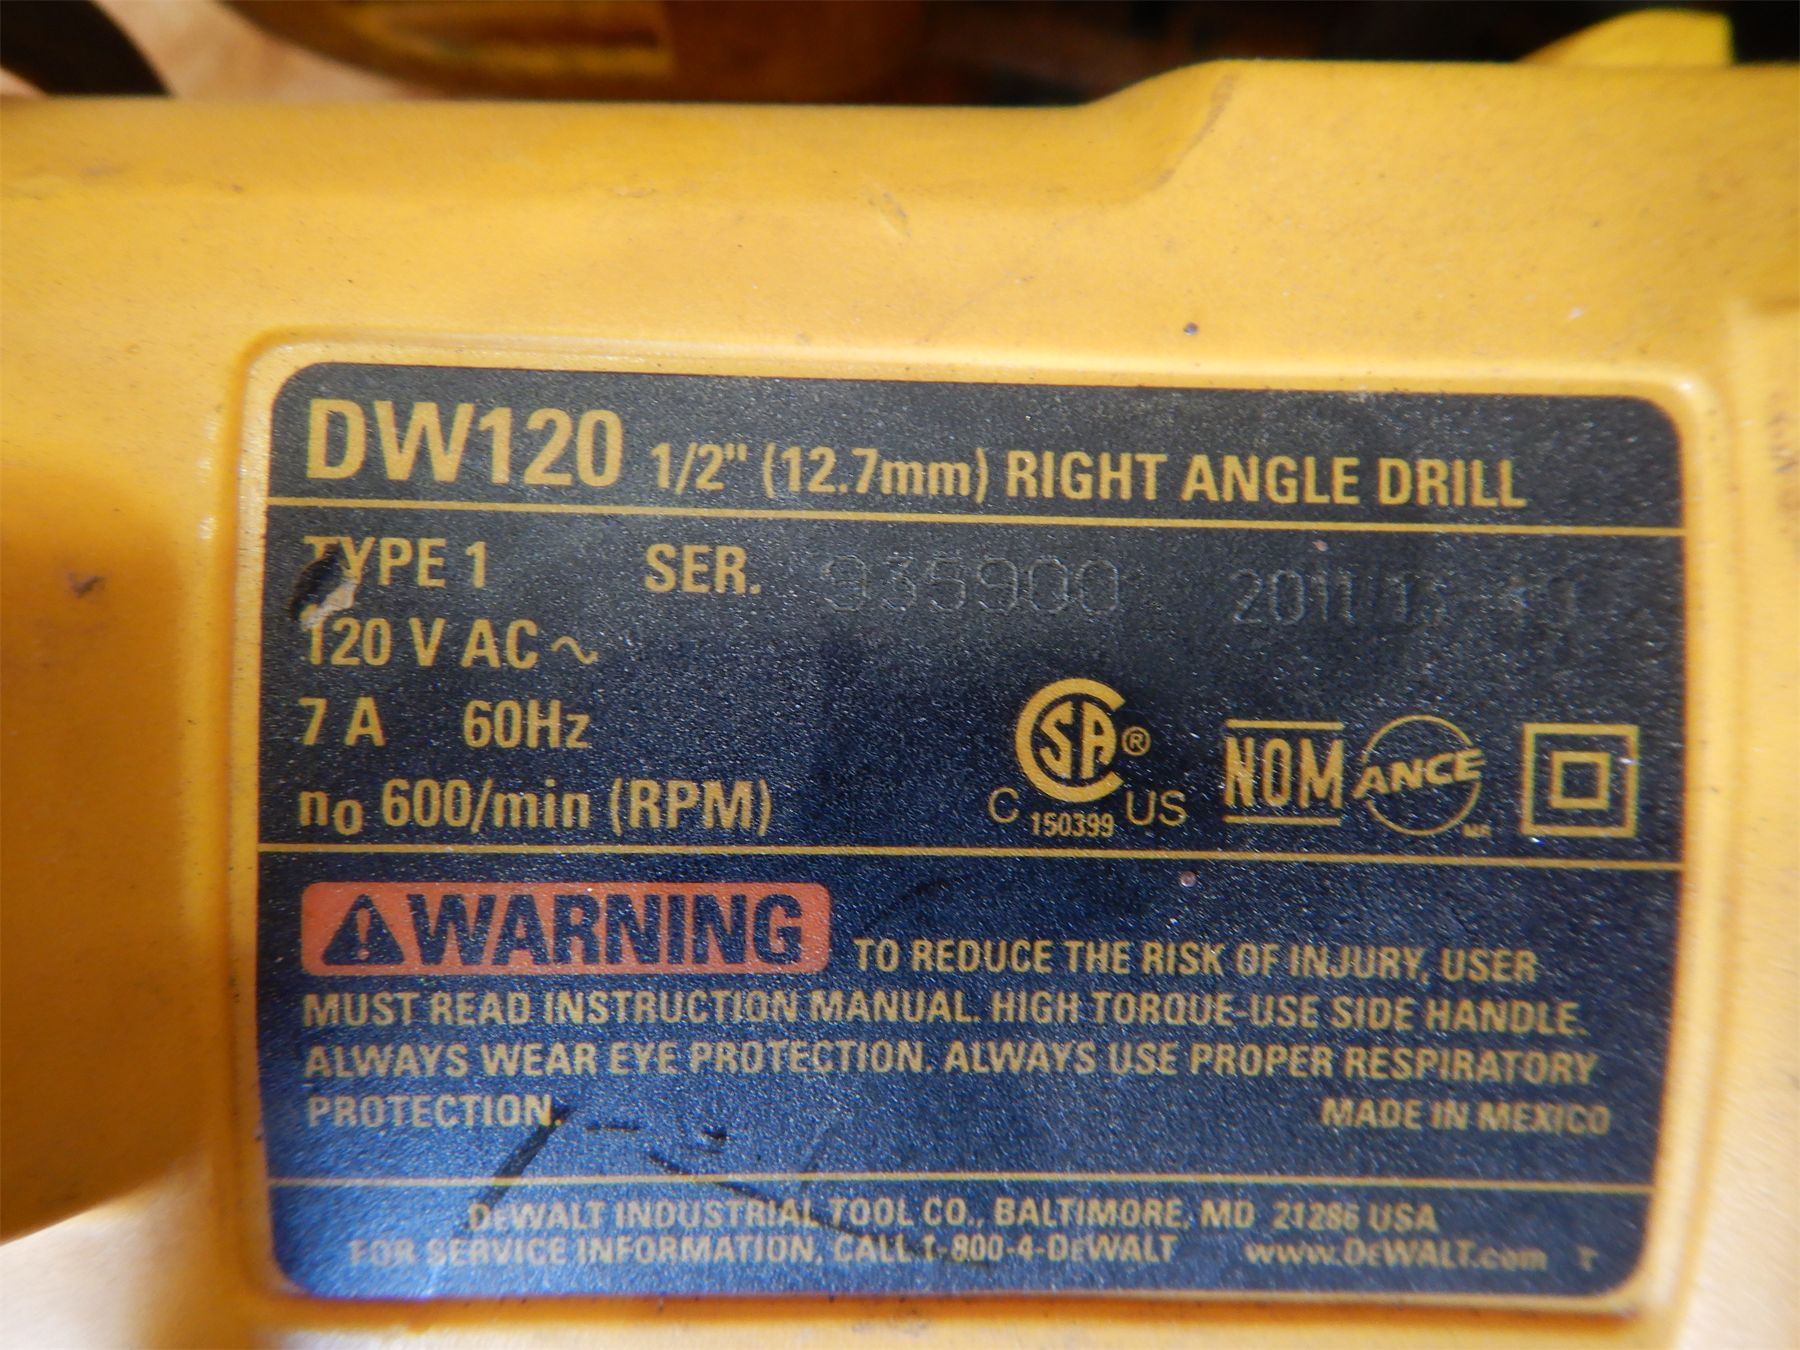 DW120 1/2" (12.7mm) RIGHT ANGLE DRILL
TYPE 1 SER. 935900
120 V AC ~
7 A 60Hz
no 600/min (RPM)
CSA ®
C 150399 US
NOM ANCE
WARNING TO REDUCE THE RISK OF INJURY, USER
MUST READ INSTRUCTION MANUAL. HIGH TORQUE-USE SIDE HANDLE.
ALWAYS WEAR EYE PROTECTION. ALWAYS USE PROPER RESPIRATORY
PROTECTION. MADE IN MEXICO
DEWALT INDUSTRIAL TOOL CO., BALTIMORE, MD 21286 USA
FOR SERVICE INFORMATION, CALL 1-800-4-DEWALT www.DEWALT.com